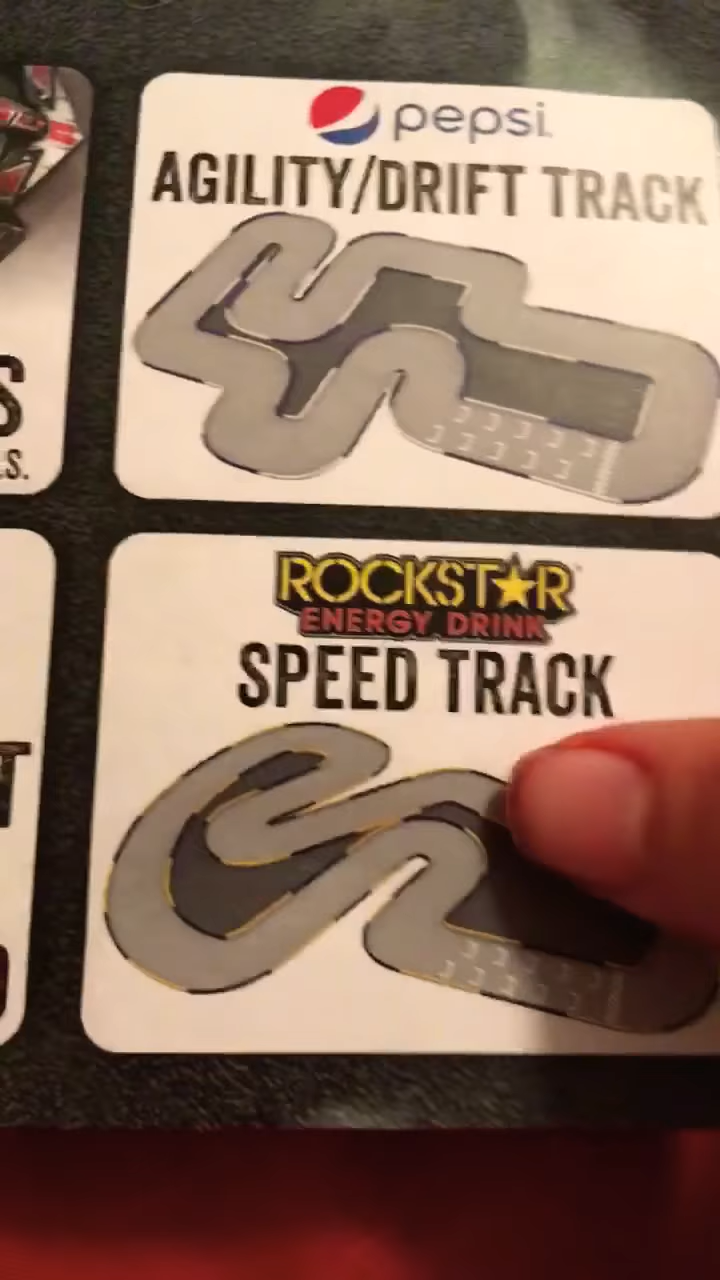 pepsi
AGILITY/DRIFT TRACK
S
.S.
ROCKSTAR
ENERGY DRINK
SPEED TRACK
T